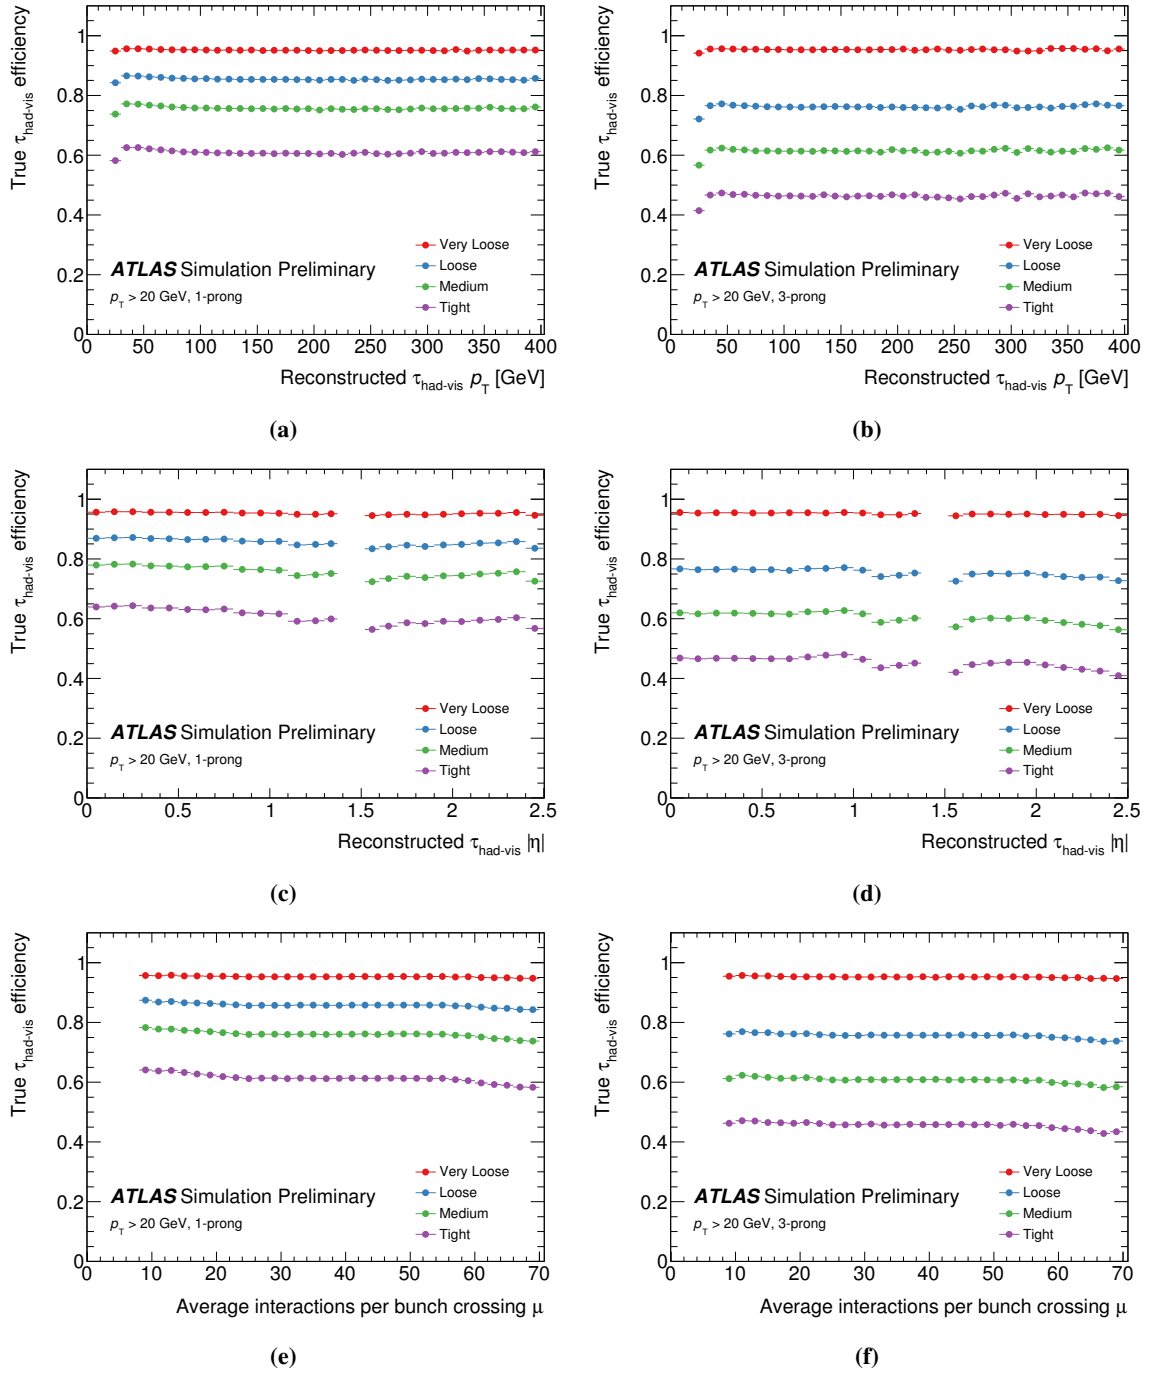 True τhad-vis efficiency
1
0.8
0.6
0.4
0.2
0
ATLAS Simulation Preliminary
pT > 20 GeV, 1-prong
Very Loose
Loose
Medium
Tight
0 50 100 150 200 250 300 350 400
Reconstructed τhad-vis pT [GeV]
(a)
True τhad-vis efficiency
1
0.8
0.6
0.4
0.2
0
ATLAS Simulation Preliminary
pT > 20 GeV, 3-prong
Very Loose
Loose
Medium
Tight
0 50 100 150 200 250 300 350 400
Reconstructed τhad-vis pT [GeV]
(b)
True τhad-vis efficiency
1
0.8
0.6
0.4
0.2
0
ATLAS Simulation Preliminary
pT > 20 GeV, 1-prong
Very Loose
Loose
Medium
Tight
0 0.5 1 1.5 2 2.5
Reconstructed τhad-vis |η|
(c)
True τhad-vis efficiency
1
0.8
0.6
0.4
0.2
0
ATLAS Simulation Preliminary
pT > 20 GeV, 3-prong
Very Loose
Loose
Medium
Tight
0 0.5 1 1.5 2 2.5
Reconstructed τhad-vis |η|
(d)
True τhad-vis efficiency
1
0.8
0.6
0.4
0.2
0
ATLAS Simulation Preliminary
pT > 20 GeV, 1-prong
Very Loose
Loose
Medium
Tight
0 10 20 30 40 50 60 70
Average interactions per bunch crossing μ
(e)
True τhad-vis efficiency
1
0.8
0.6
0.4
0.2
0
ATLAS Simulation Preliminary
pT > 20 GeV, 3-prong
Very Loose
Loose
Medium
Tight
0 10 20 30 40 50 60 70
Average interactions per bunch crossing μ
(f)